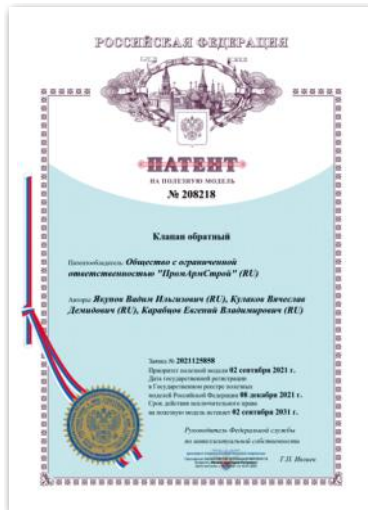 РОССИЙСКАЯ ФЕДЕРАЦИЯ
ПАТЕНТ
НА ПОЛЕЗНУЮ МОДЕЛЬ
№ 208218
Клапан обратный
Патентообладатель: Общество с ограниченной
ответственностью "ПромАрмСтрой" (RU)
Авторы: Якупов Вадим Ильгизович (RU), Кулаков Вячеслав
Демидович (RU), Карабцов Евгений Владимирович (RU)
Заявка № 2021125858
Приоритет полезной модели 02 сентября 2021 г.
Дата государственной регистрации
в Государственном реестре полезных
моделей Российской Федерации 08 декабря 2021 г.
Срок действия исключительного права
на полезную модель истекает 02 сентября 2031 г.
Руководитель Федеральной службы
по интеллектуальной собственности
Г.П. Ивлиев